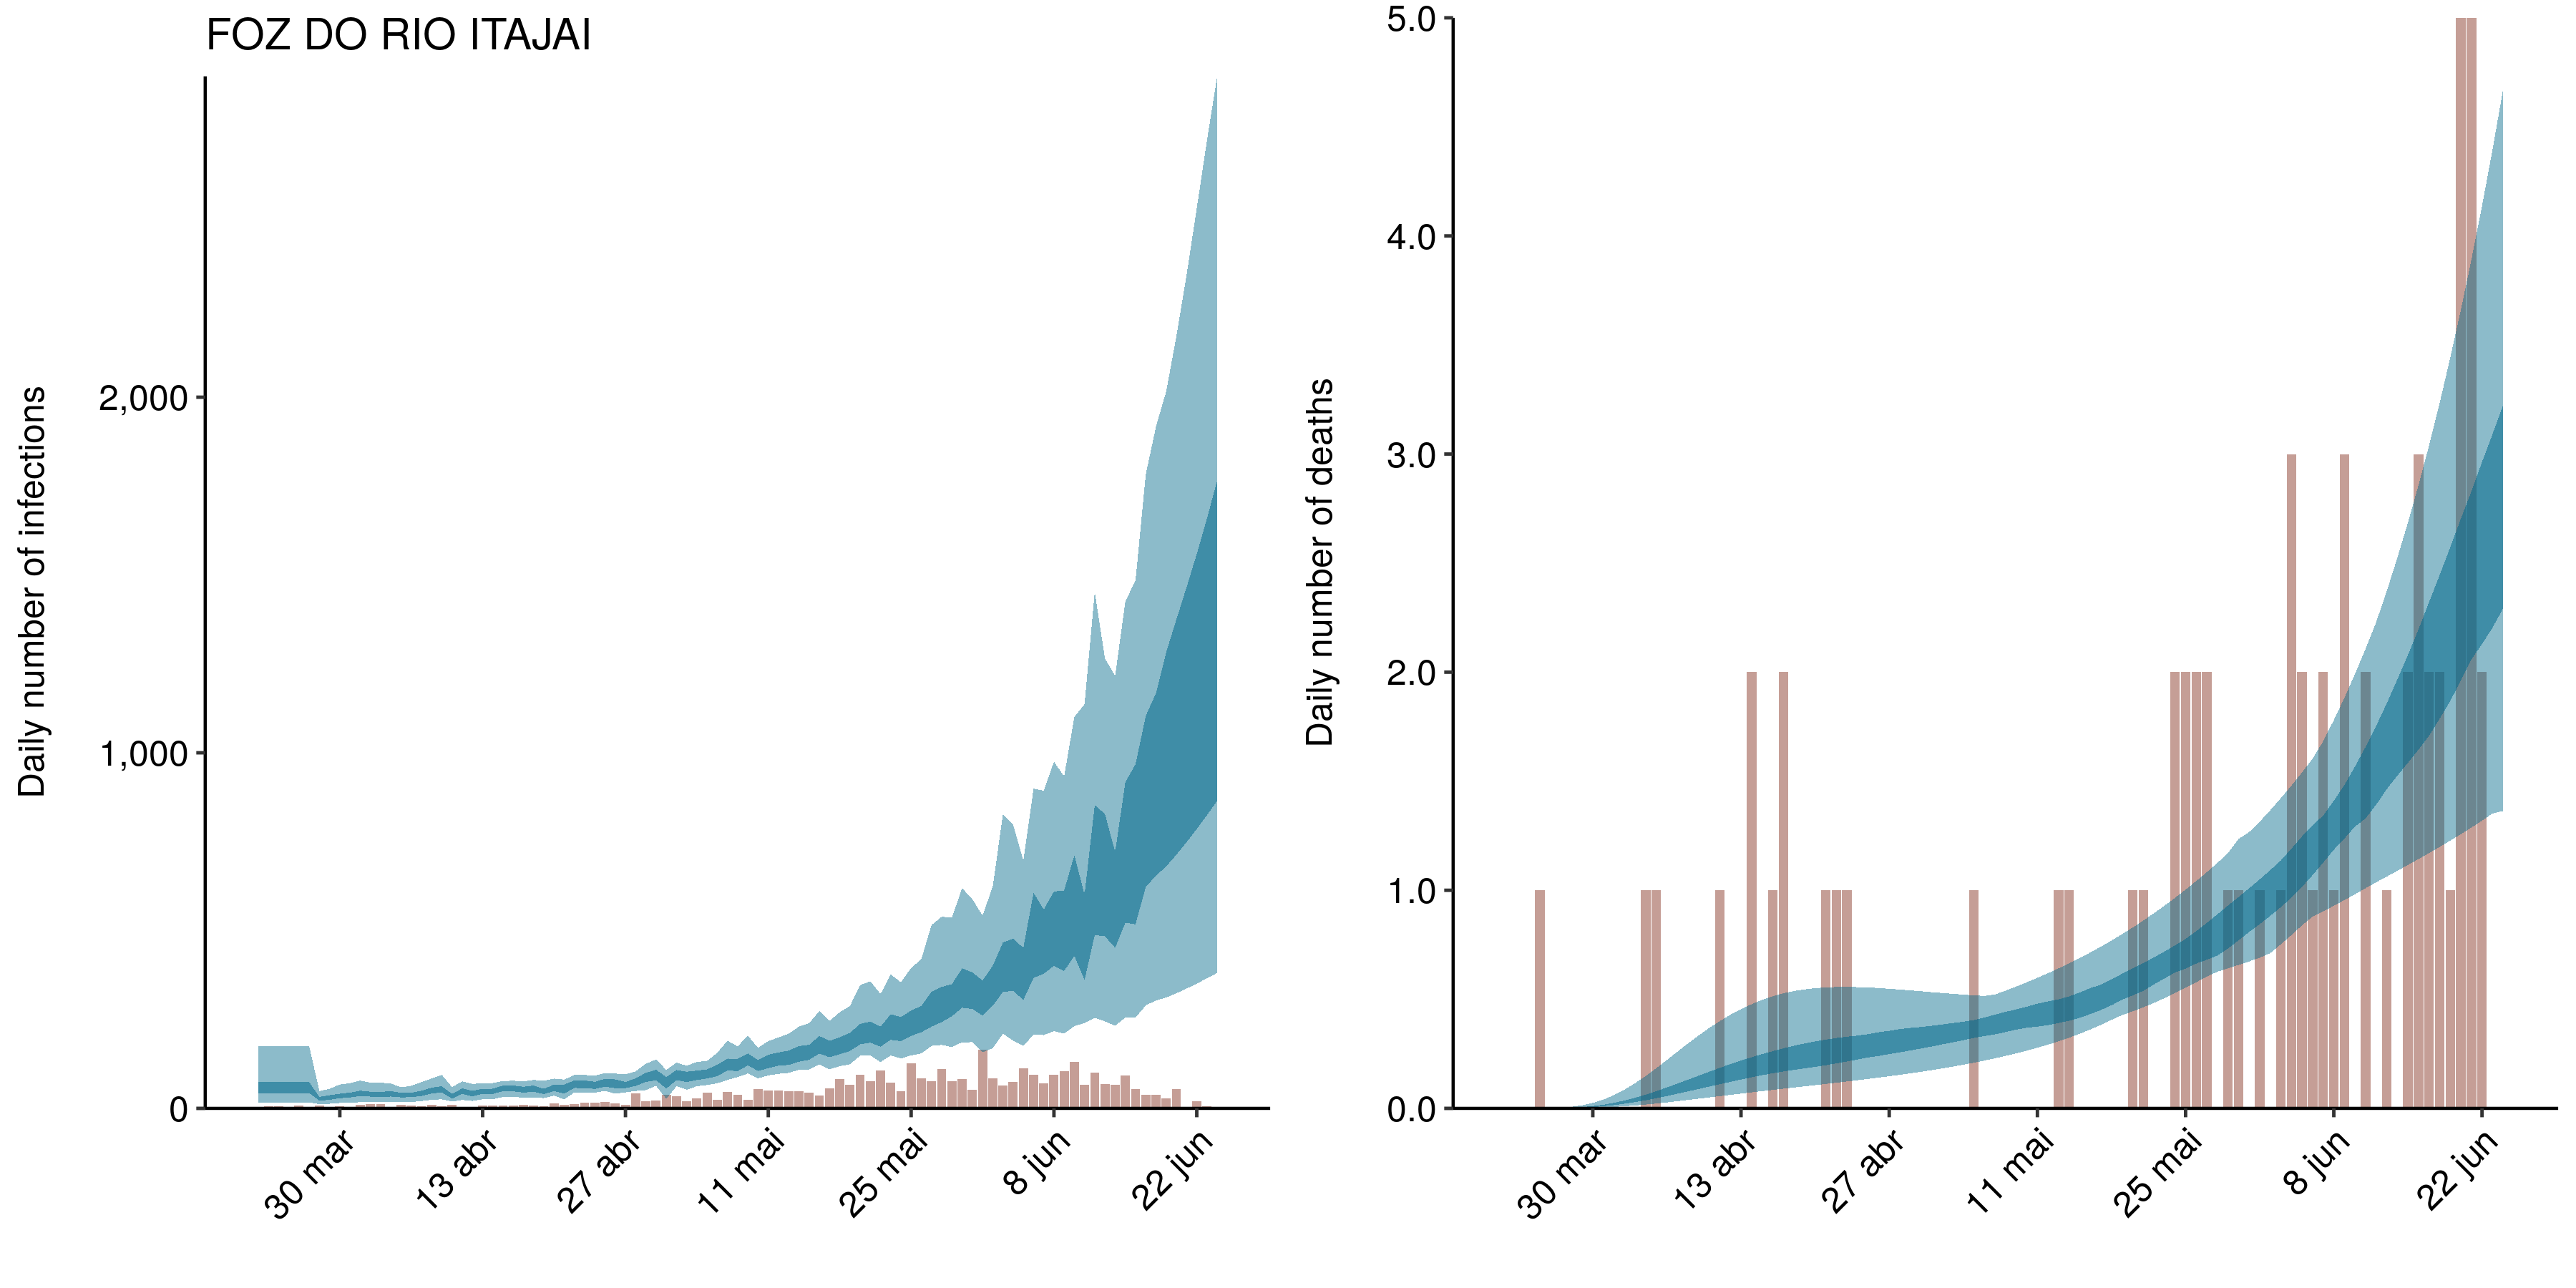 FOZ DO RIO ITAJAI
Daily number of infections
2,000
1,000
0
30 mar
13 abr
27 abr
11 mai
25 mai
8 jun
22 jun
Daily number of deaths
5.0
4.0
3.0
2.0
1.0
0.0
30 mar
13 abr
27 abr
11 mai
25 mai
8 jun
22 jun